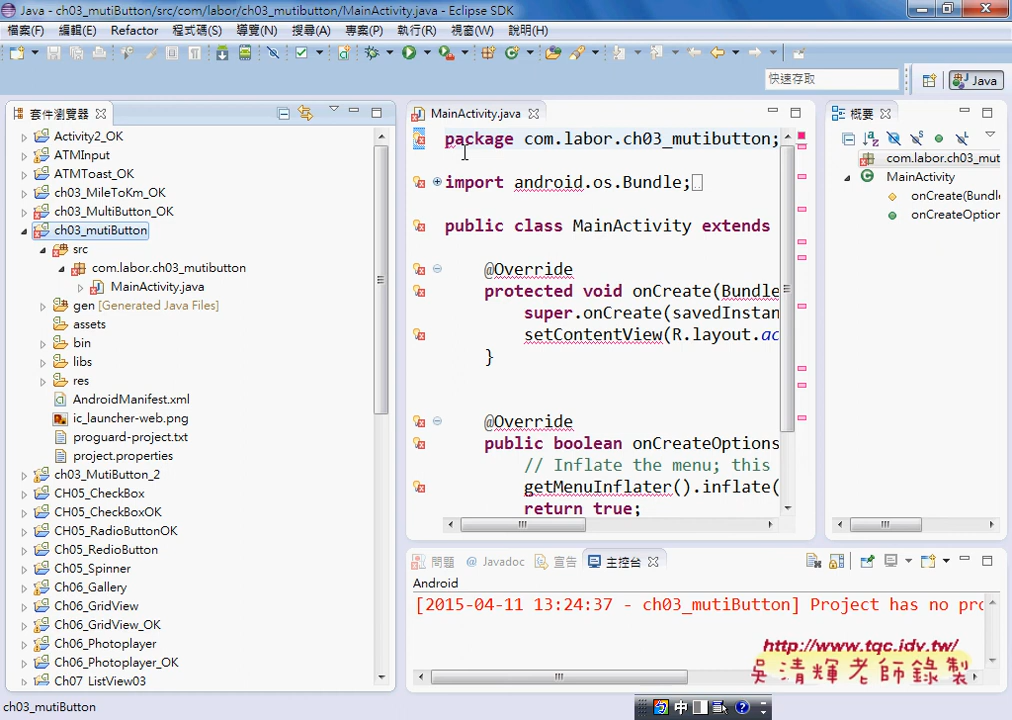 Java - ch03_mutiButton/src/com/labor/ch03_mutibutton/MainActivity.java - Eclipse SDK
檔案(F) 編輯(E) Refactor 程式碼(S) 導覽(N) 搜尋(A) 專案(P) 執行(R) 視窗(W) 說明(H)
快速存取 Java
套件瀏覽器
Activity2_OK
ATMInput
ATMToast_OK
ch03_MileToKm_OK
ch03_MultiButton_OK
ch03_mutiButton
src
com.labor.ch03_mutibutton
MainActivity.java
gen [Generated Java Files]
assets
bin
libs
res
AndroidManifest.xml
ic_launcher-web.png
proguard-project.txt
project.properties
ch03_MutiButton_2
CH05_CheckBox
CH05_CheckBoxOK
CH05_RadioButtonOK
Ch05_RedioButton
Ch05_Spinner
Ch06_Gallery
Ch06_GridView
Ch06_GridView_OK
Ch06_Photoplayer
Ch06_Photoplayer_OK
Ch07_ListView03
MainActivity.java
package com.labor.ch03_mutibutton;
import android.os.Bundle;
public class MainActivity extends
@Override
protected void onCreate(Bundle
super.onCreate(savedInstan
setContentView(R.layout.ac
}
@Override
public boolean onCreateOptions
// Inflate the menu; this
getMenuInflater().inflate(
return true;
概要
com.labor.ch03_mut
MainActivity
onCreate(Bundl
onCreateOption
問題 @ Javadoc 宣告 主控台
Android
[2015-04-11 13:24:37 - ch03_mutiButton] Project has no pro
http://www.tqc.idv.tw/
吳清輝老師錄製
ch03_mutiButton
中